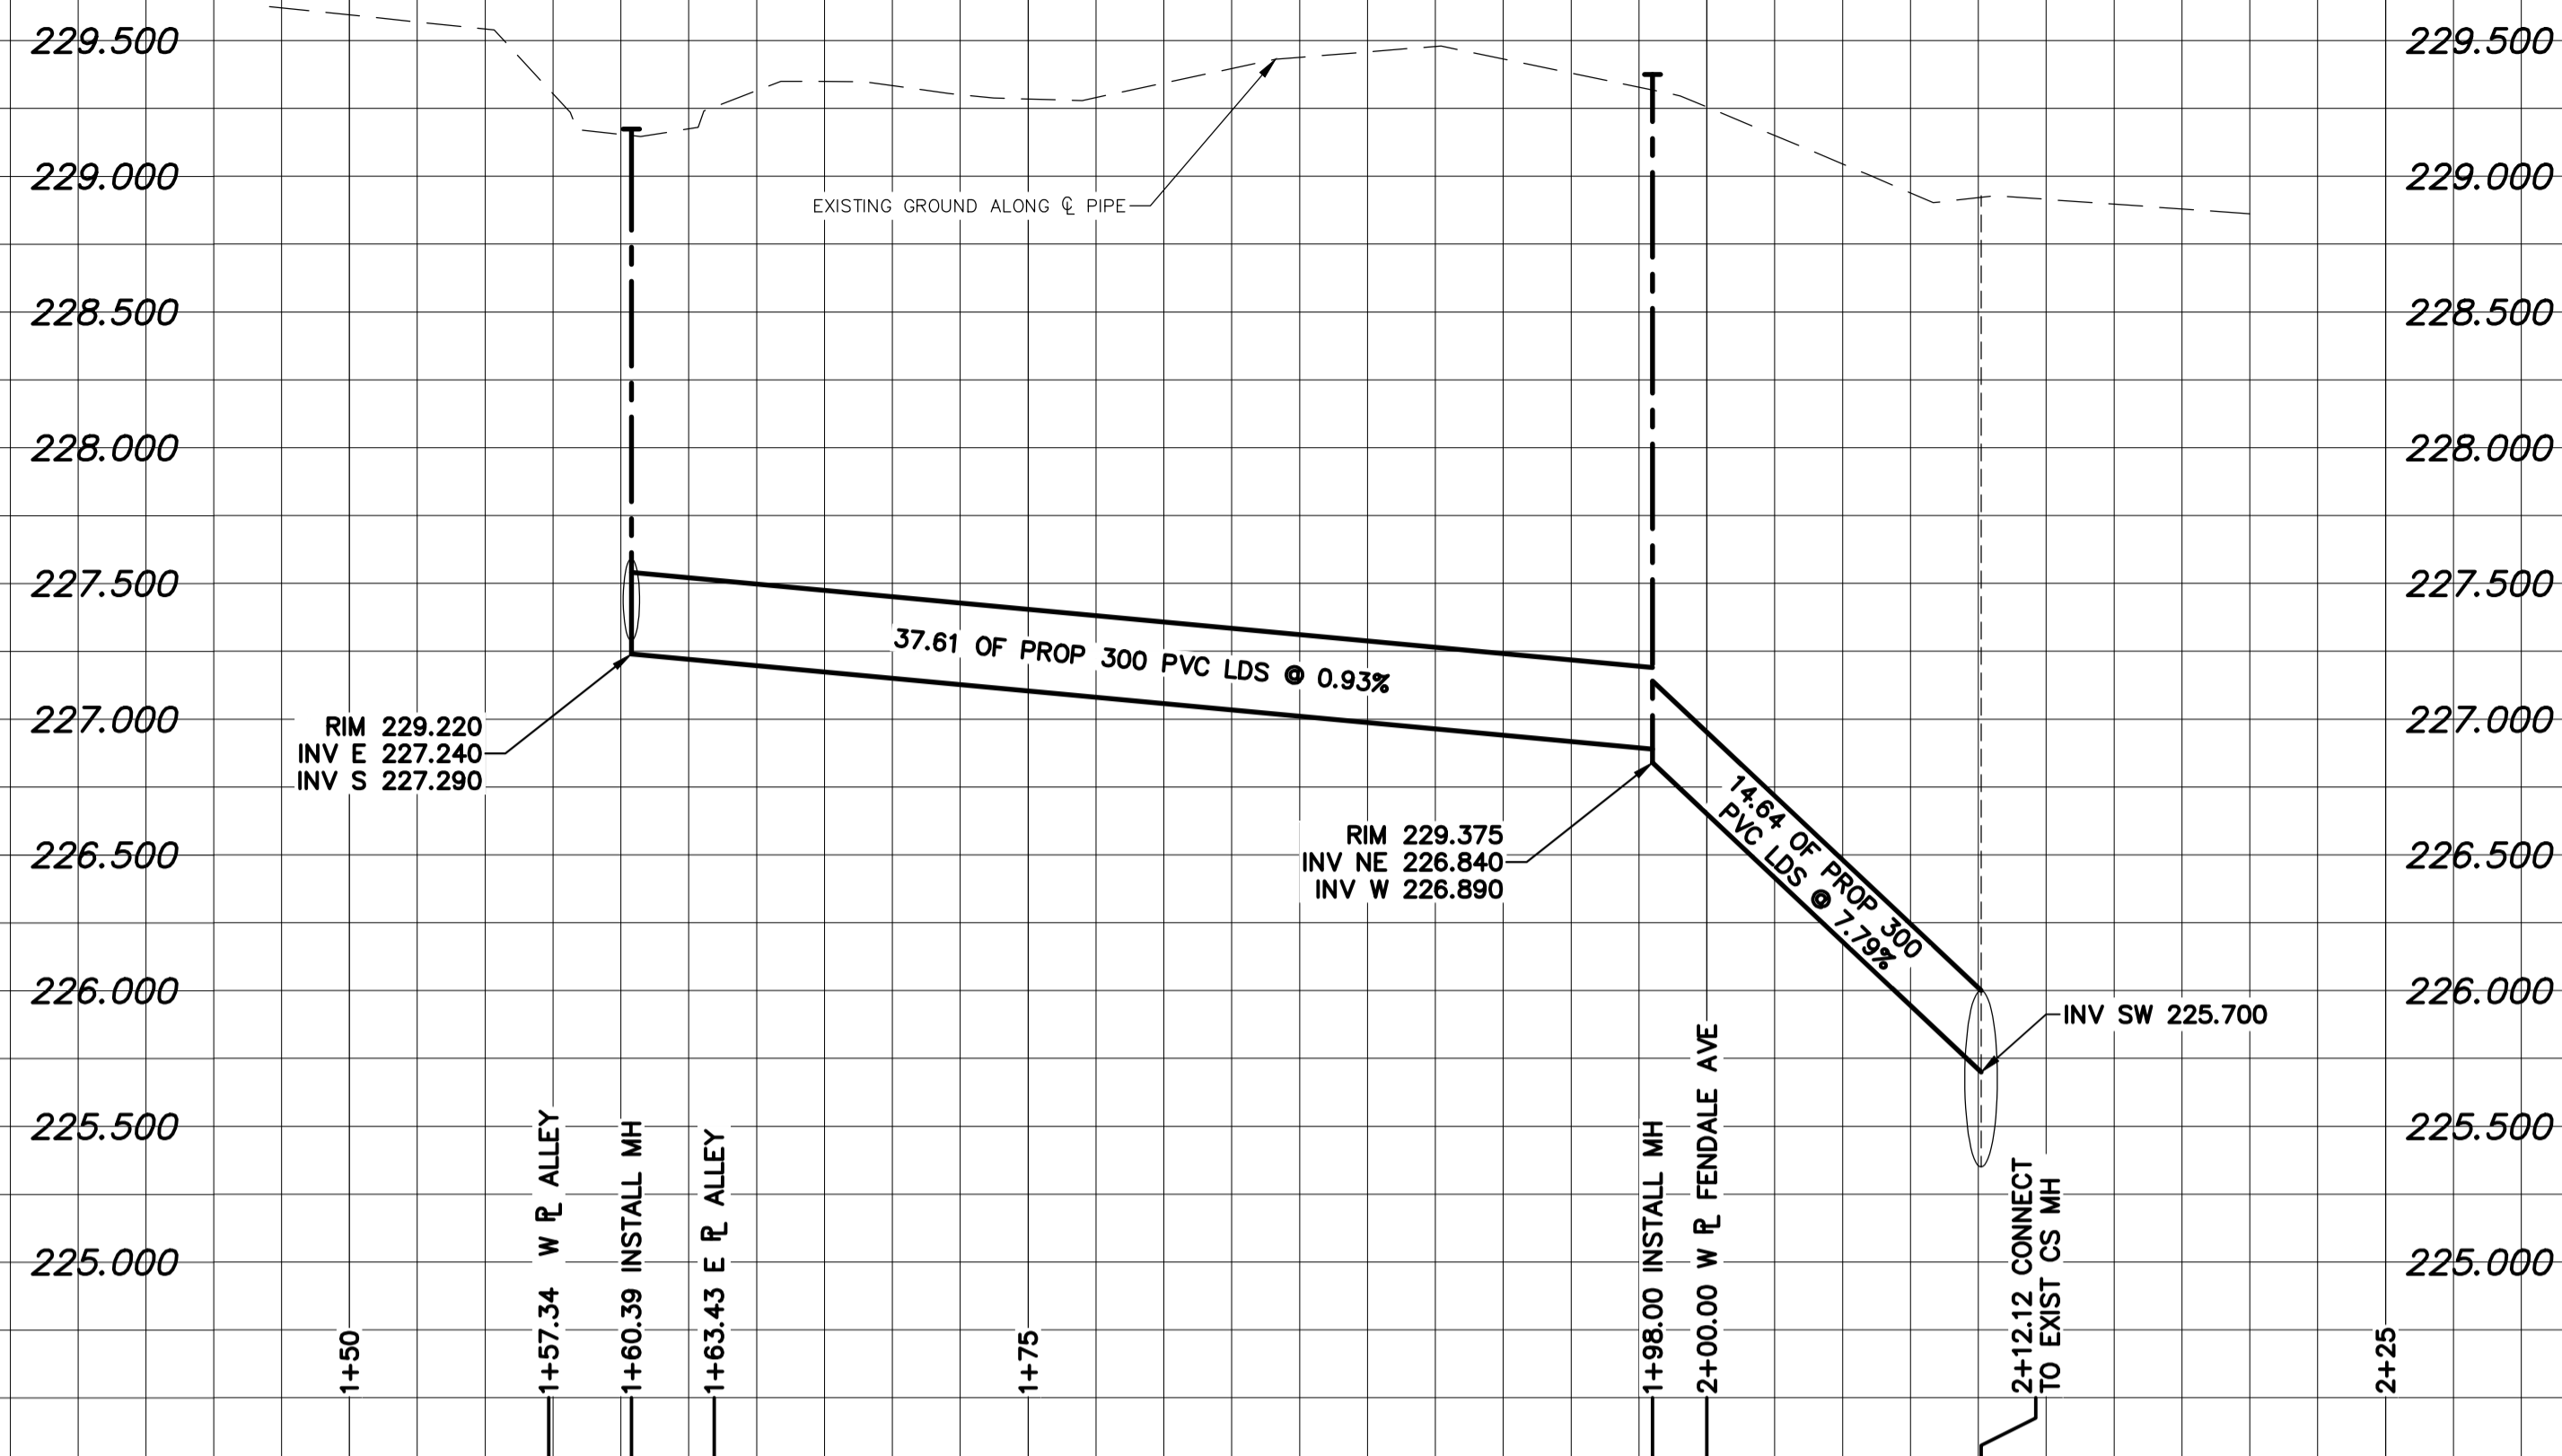 229.500 229.500
229.000 229.000
EXISTING GROUND ALONG ℄ PIPE
228.500 228.500
228.000 228.000
227.500 227.500
37.61 OF PROP 300 PVC LDS @ 0.93%
227.000 227.000
RIM 229.220
INV E 227.240
INV S 227.290
14.64 OF PROP 300
PVC LDS @ 7.79%
RIM 229.375
INV NE 226.840
INV W 226.890
226.500 226.500
226.000 226.000
INV SW 225.700
225.500 225.500
225.000 225.000
1+50
1+57.34 W ⅊ ALLEY
1+60.39 INSTALL MH
1+63.43 E ⅊ ALLEY
1+75
1+98.00 INSTALL MH
2+00.00 W ⅊ FENDALE AVE
2+12.12 CONNECT
TO EXIST CS MH
2+25